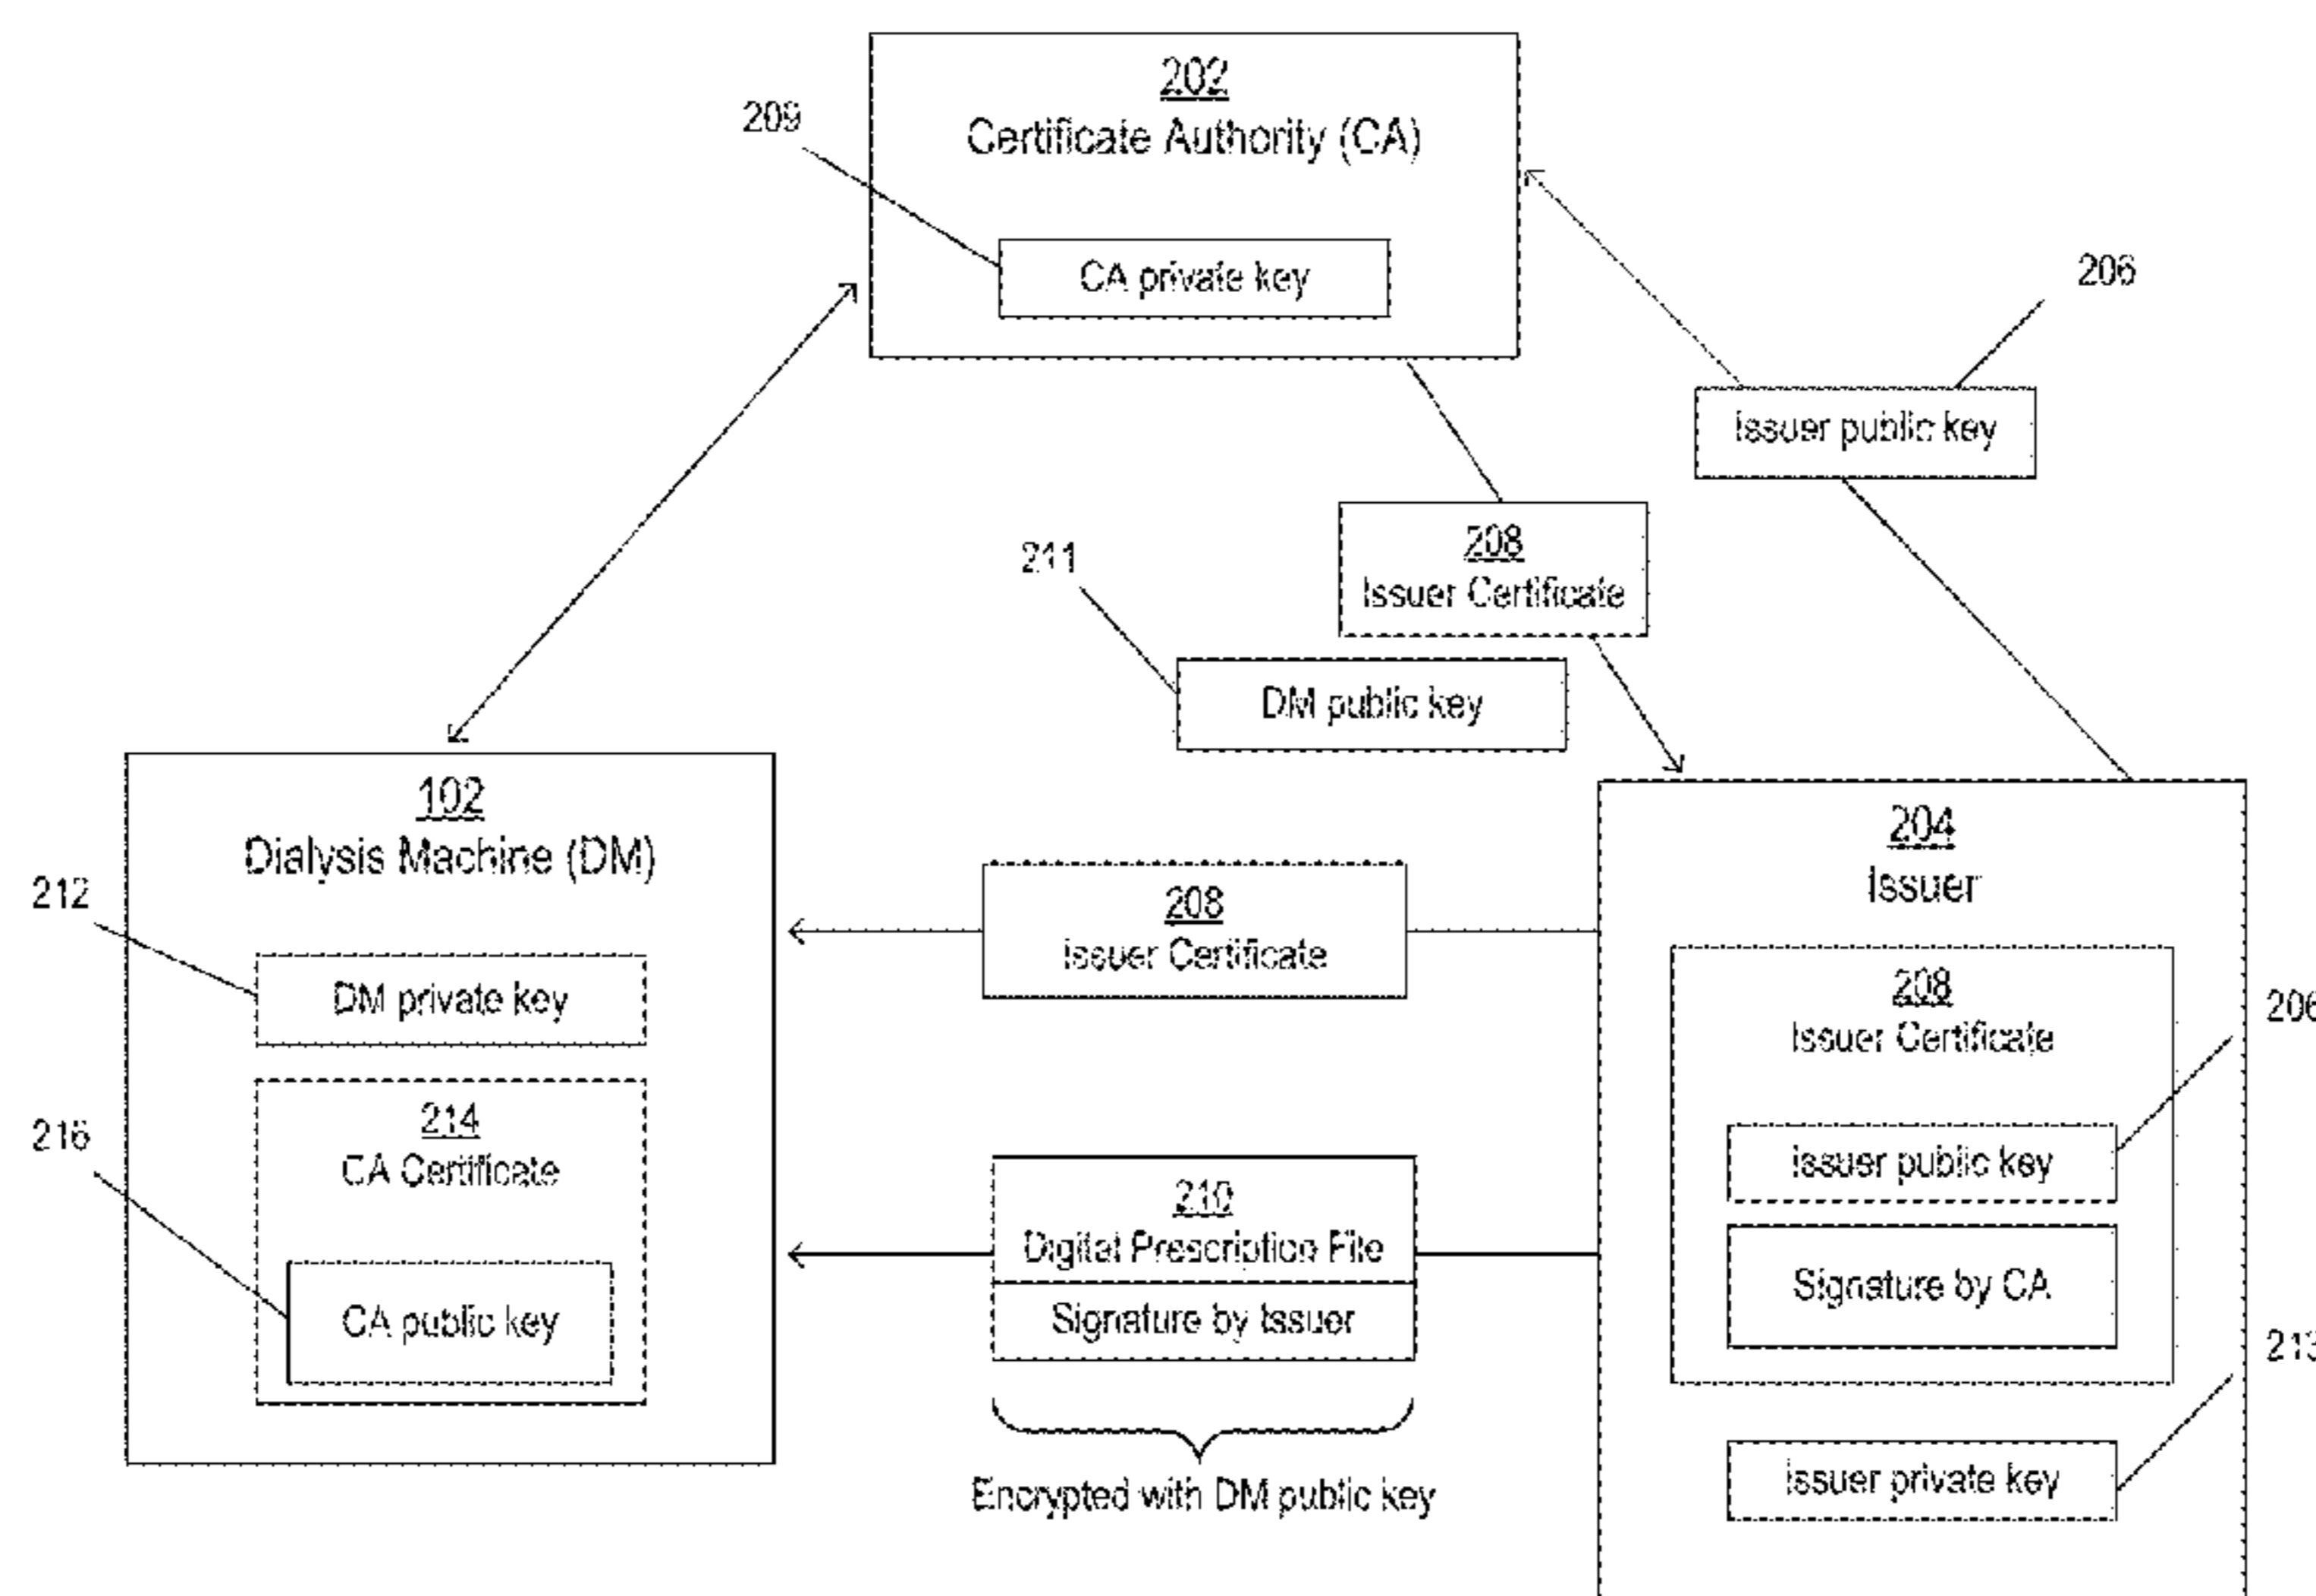 202
Certificate Authority (CA)
209
CA private key
206
Issuer public key
208
Issuer Certificate
211
DM public key
102
Dialysis Machine (DM)
212
DM private key
214
CA Certificate
216
CA public key
208
Issuer Certificate
210
Digital Prescription File
Signature by Issuer
Encrypted with DM public key
204
Issuer
208
Issuer Certificate
206
Issuer public key
Signature by CA
213
Issuer private key